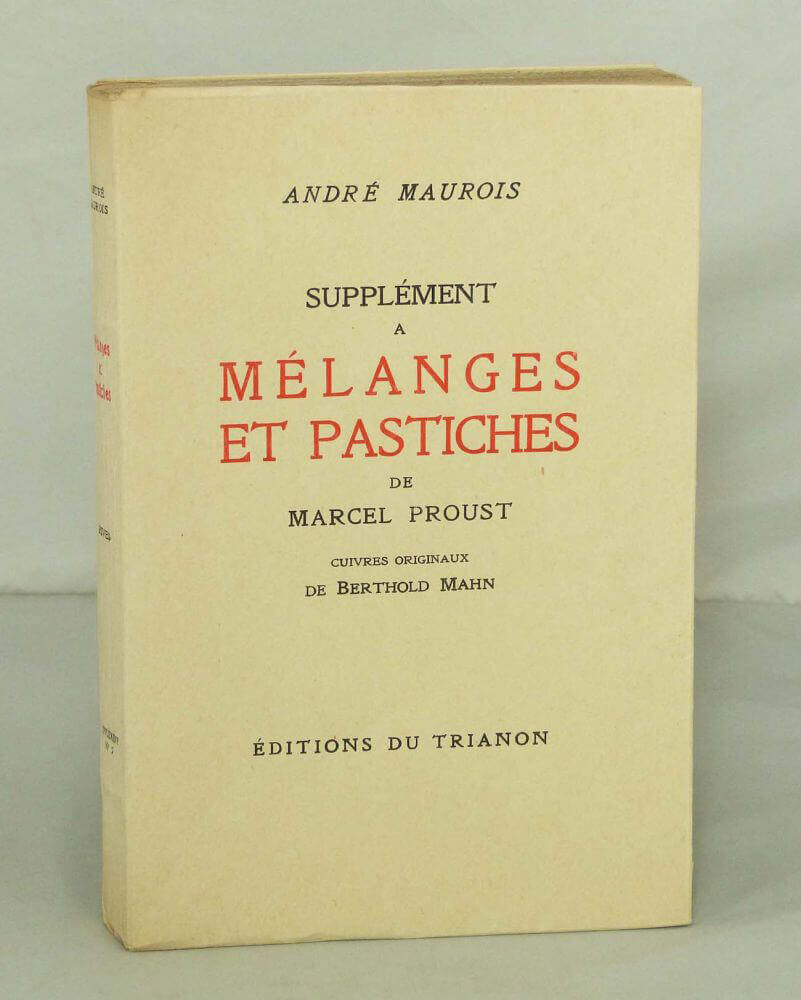 ANDRÉ MAUROIS
SUPPLÉMENT
A
MÉLANGES
ET PASTICHES
DE
MARCEL PROUST
CUIVRES ORIGINAUX
DE BERTHOLD MAHN
ÉDITIONS DU TRIANON